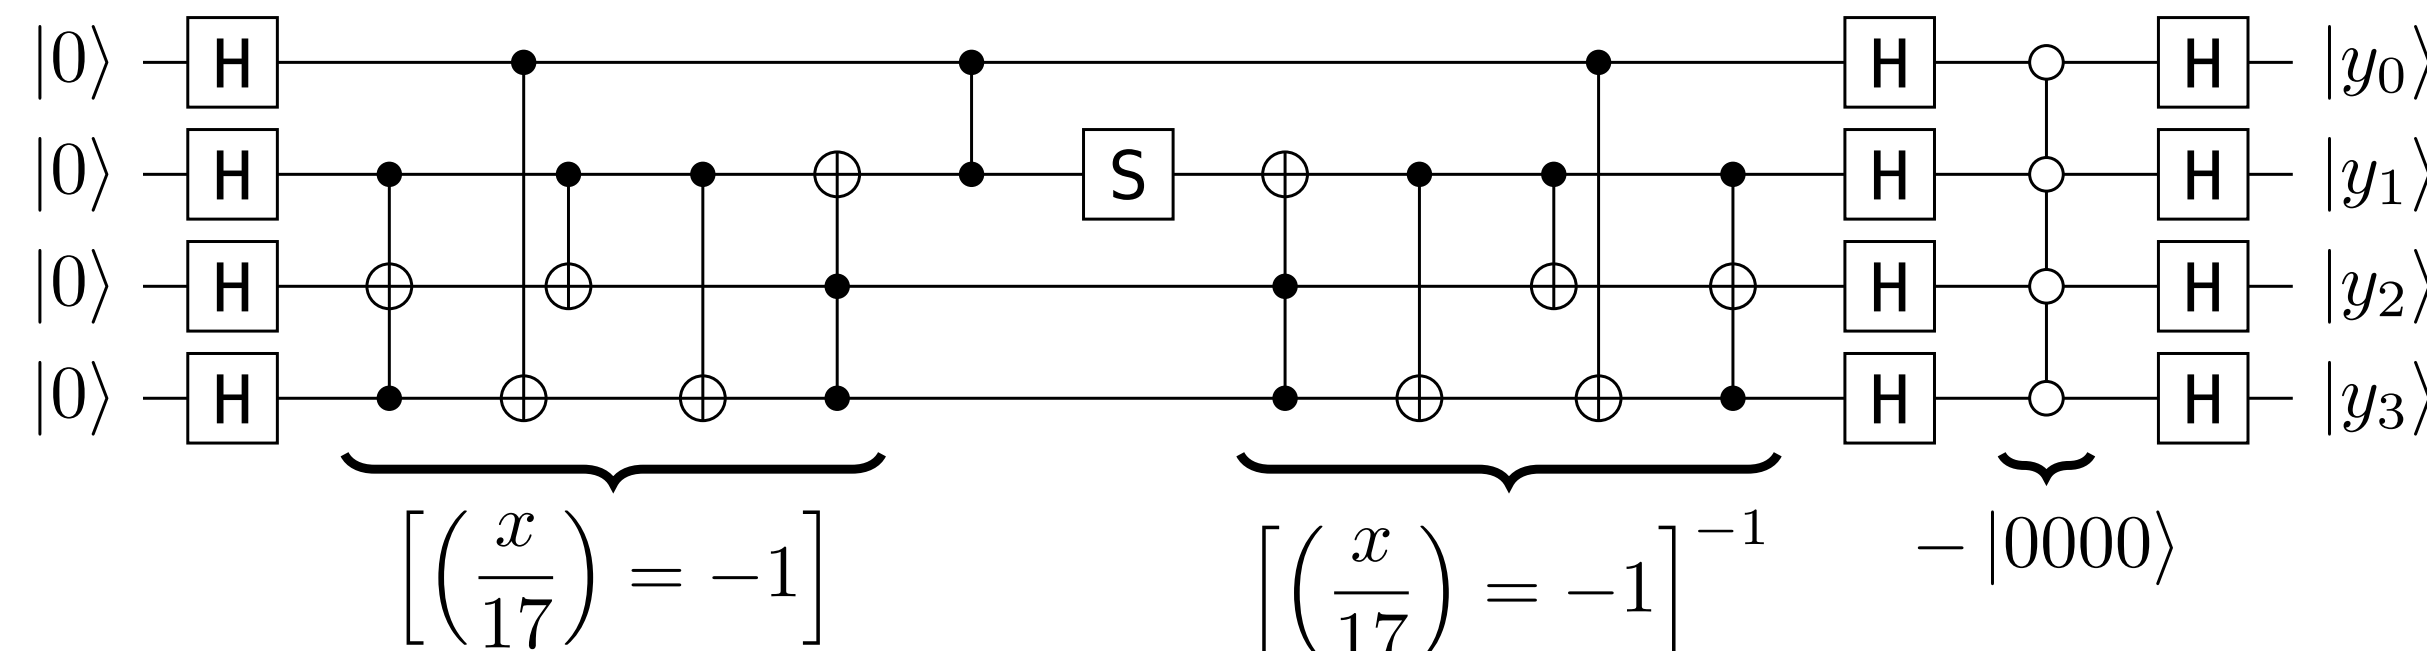 |0⟩ H H H |y0⟩
|0⟩ H S H H |y1⟩
|0⟩ H H H |y2⟩
|0⟩ H H H |y3⟩
[(x/17) = −1] [(x/17) = −1]−1 − |0000⟩